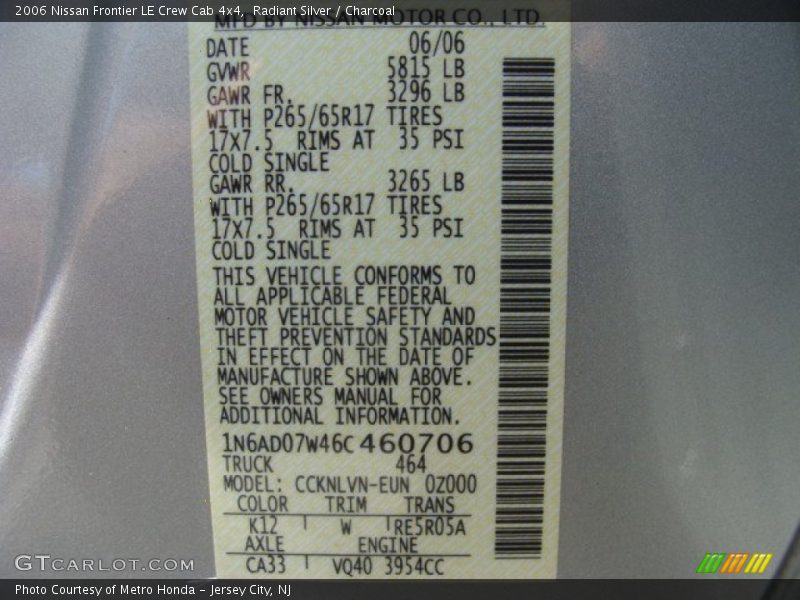 2006 Nissan Frontier LE Crew Cab 4x4, Radiant Silver / Charcoal
MFD BY NISSAN MOTOR CO., LTD.
DATE 06/06
GVWR 5815 LB
GAWR FR. 3296 LB
WITH P265/65R17 TIRES
17X7.5 RIMS AT 35 PSI
COLD SINGLE
GAWR RR. 3265 LB
WITH P265/65R17 TIRES
17X7.5 RIMS AT 35 PSI
COLD SINGLE
THIS VEHICLE CONFORMS TO
ALL APPLICABLE FEDERAL
MOTOR VEHICLE SAFETY AND
THEFT PREVENTION STANDARDS
IN EFFECT ON THE DATE OF
MANUFACTURE SHOWN ABOVE.
SEE OWNERS MANUAL FOR
ADDITIONAL INFORMATION.
1N6AD07W46C460706
TRUCK 464
MODEL: CCKNLVN-EUN 0Z000
COLOR TRIM TRANS
K12 W RE5R05A
AXLE ENGINE
CA33 VQ40 3954CC
GTCARLOT.COM
Photo Courtesy of Metro Honda – Jersey City, NJ